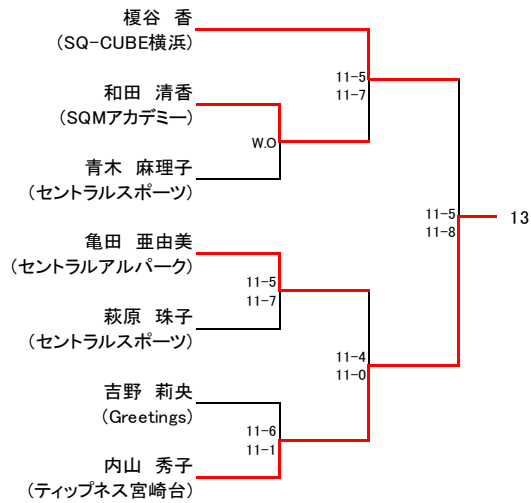 榎谷　香
(SQ-CUBE横浜)
和田　清香
(SQMアカデミー)
青木　麻理子
(セントラルスポーツ)
亀田　亜由美
(セントラルアルパーク)
萩原　珠子
(セントラルスポーツ)
吉野　莉央
(Greetings)
内山　秀子
(ティップネス宮崎台)
W.O
11-5
11-7
11-6
11-1
11-5
11-7
11-4
11-0
11-5
11-8
13